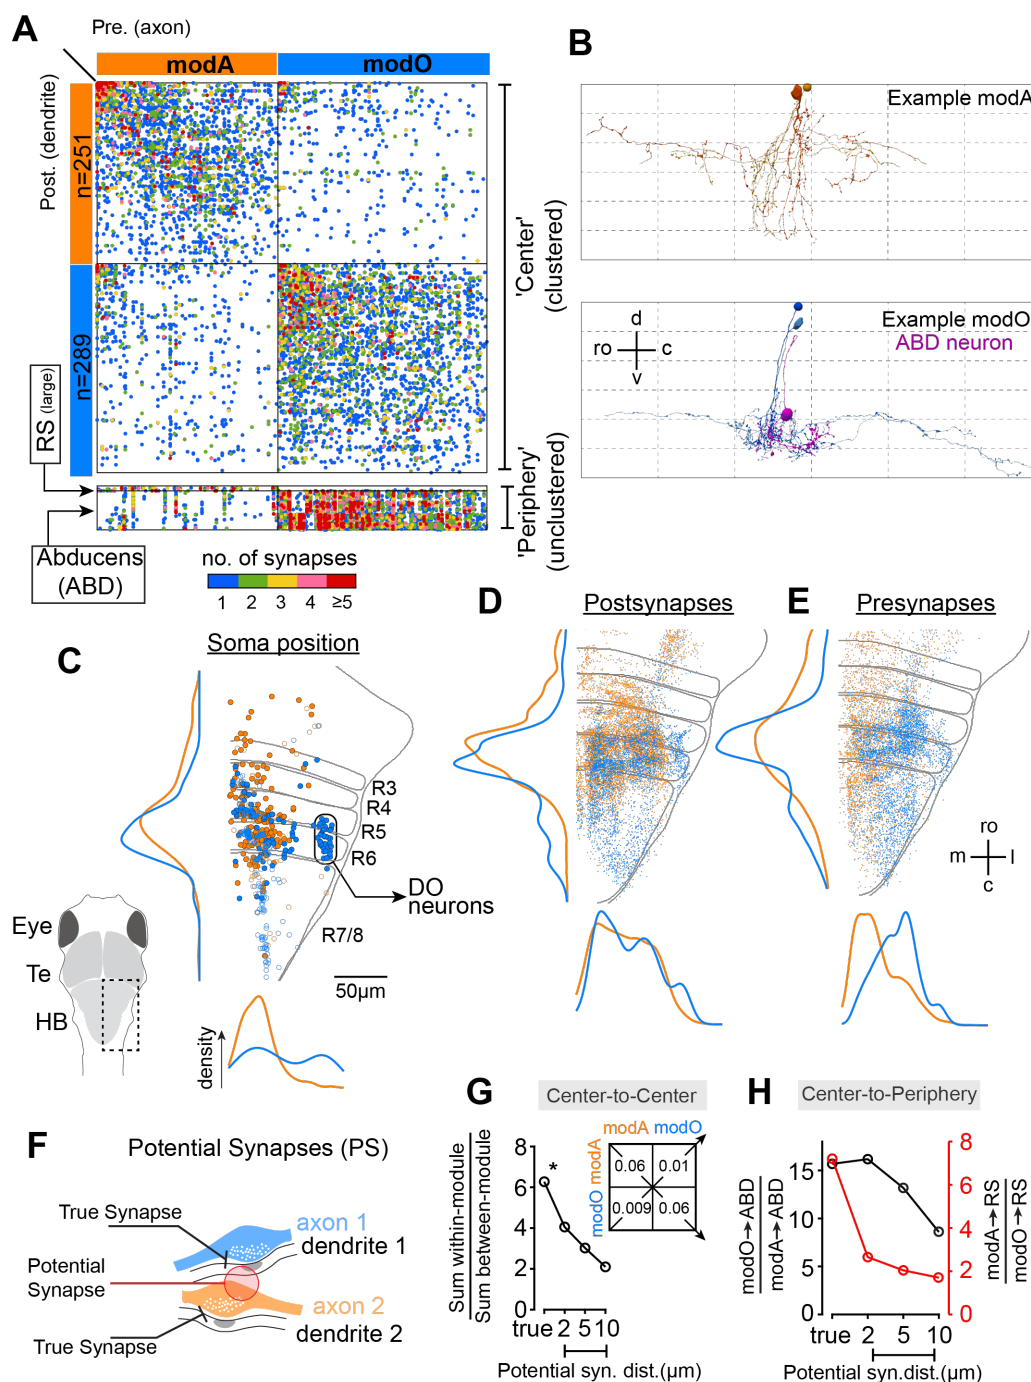 A
Pre. (axon)
modA
modO
Post. (dendrite)
n=251
n=289
RS (large)
Abducens
(ABD)
'Center'
(clustered)
'Periphery'
(unclustered)
no. of synapses
1 2 3 4 ≥5
B
Example modA
Example modO
ABD neuron
d
ro c
v
C
Soma position
R3
R4
R5
R6
R7/8
DO
neurons
50µm
density
Eye
Te
HB
D
Postsynapses
E
Presynapses
ro
m l
c
F
Potential Synapses (PS)
True Synapse
Potential
Synapse
True Synapse
axon 1
dendrite 1
axon 2
dendrite 2
G
Center-to-Center
modA modO
modO modA
0.06 0.01
0.009 0.06
*
Sum within-module
Sum between-module
8
6
4
2
0
true 2 5 10
Potential syn. dist.(µm)
H
Center-to-Periphery
modO→ABD
modA→ABD
15
10
5
0
8
6
4
2
0
modA→RS
modO→RS
true 2 5 10
Potential syn.dist.(µm)